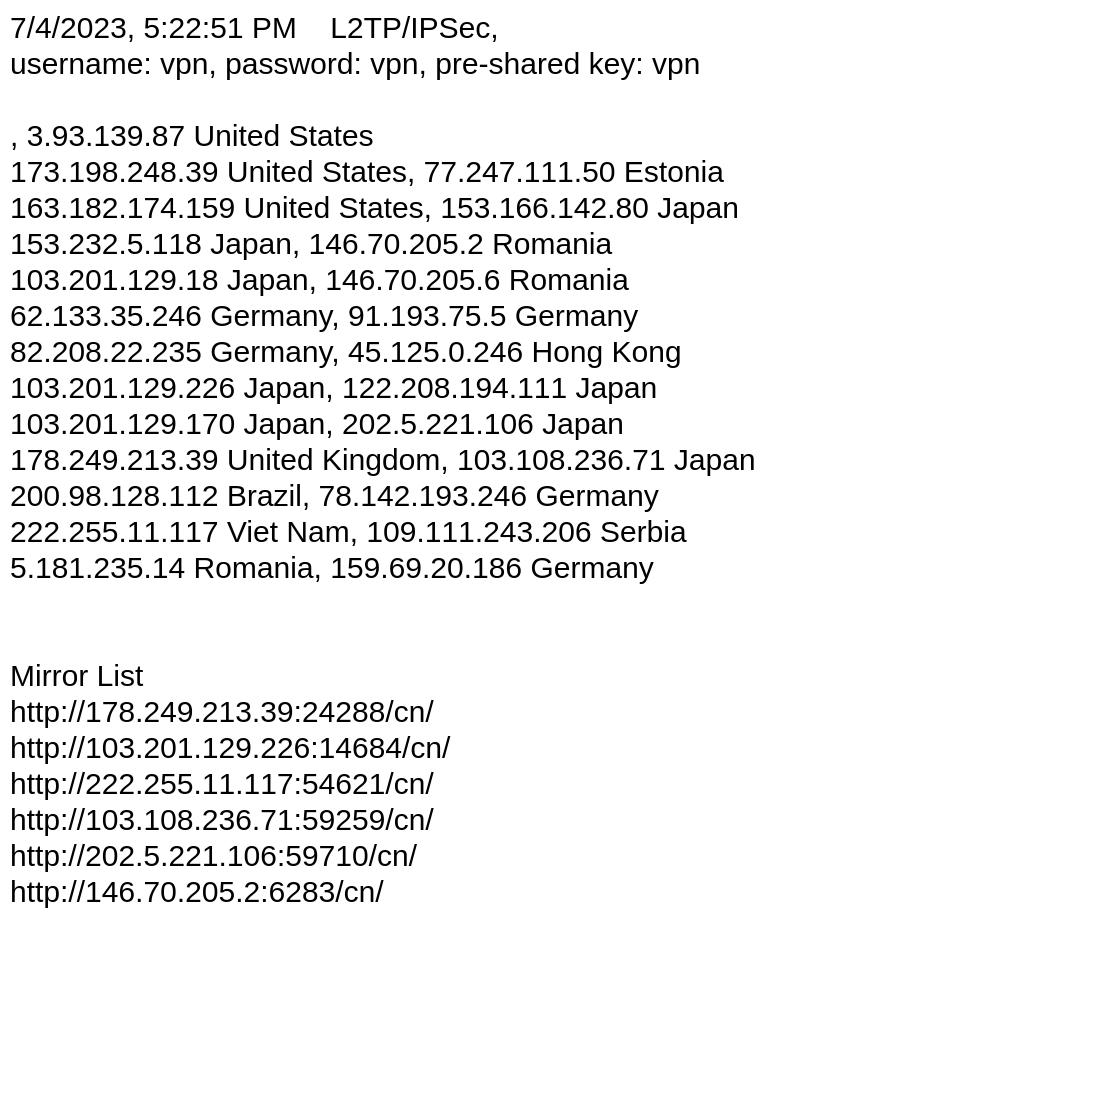 7/4/2023, 5:22:51 PM    L2TP/IPSec,
username: vpn, password: vpn, pre-shared key: vpn
, 3.93.139.87 United States
173.198.248.39 United States, 77.247.111.50 Estonia
163.182.174.159 United States, 153.166.142.80 Japan
153.232.5.118 Japan, 146.70.205.2 Romania
103.201.129.18 Japan, 146.70.205.6 Romania
62.133.35.246 Germany, 91.193.75.5 Germany
82.208.22.235 Germany, 45.125.0.246 Hong Kong
103.201.129.226 Japan, 122.208.194.111 Japan
103.201.129.170 Japan, 202.5.221.106 Japan
178.249.213.39 United Kingdom, 103.108.236.71 Japan
200.98.128.112 Brazil, 78.142.193.246 Germany
222.255.11.117 Viet Nam, 109.111.243.206 Serbia
5.181.235.14 Romania, 159.69.20.186 Germany
Mirror List
http://178.249.213.39:24288/cn/
http://103.201.129.226:14684/cn/
http://222.255.11.117:54621/cn/
http://103.108.236.71:59259/cn/
http://202.5.221.106:59710/cn/
http://146.70.205.2:6283/cn/